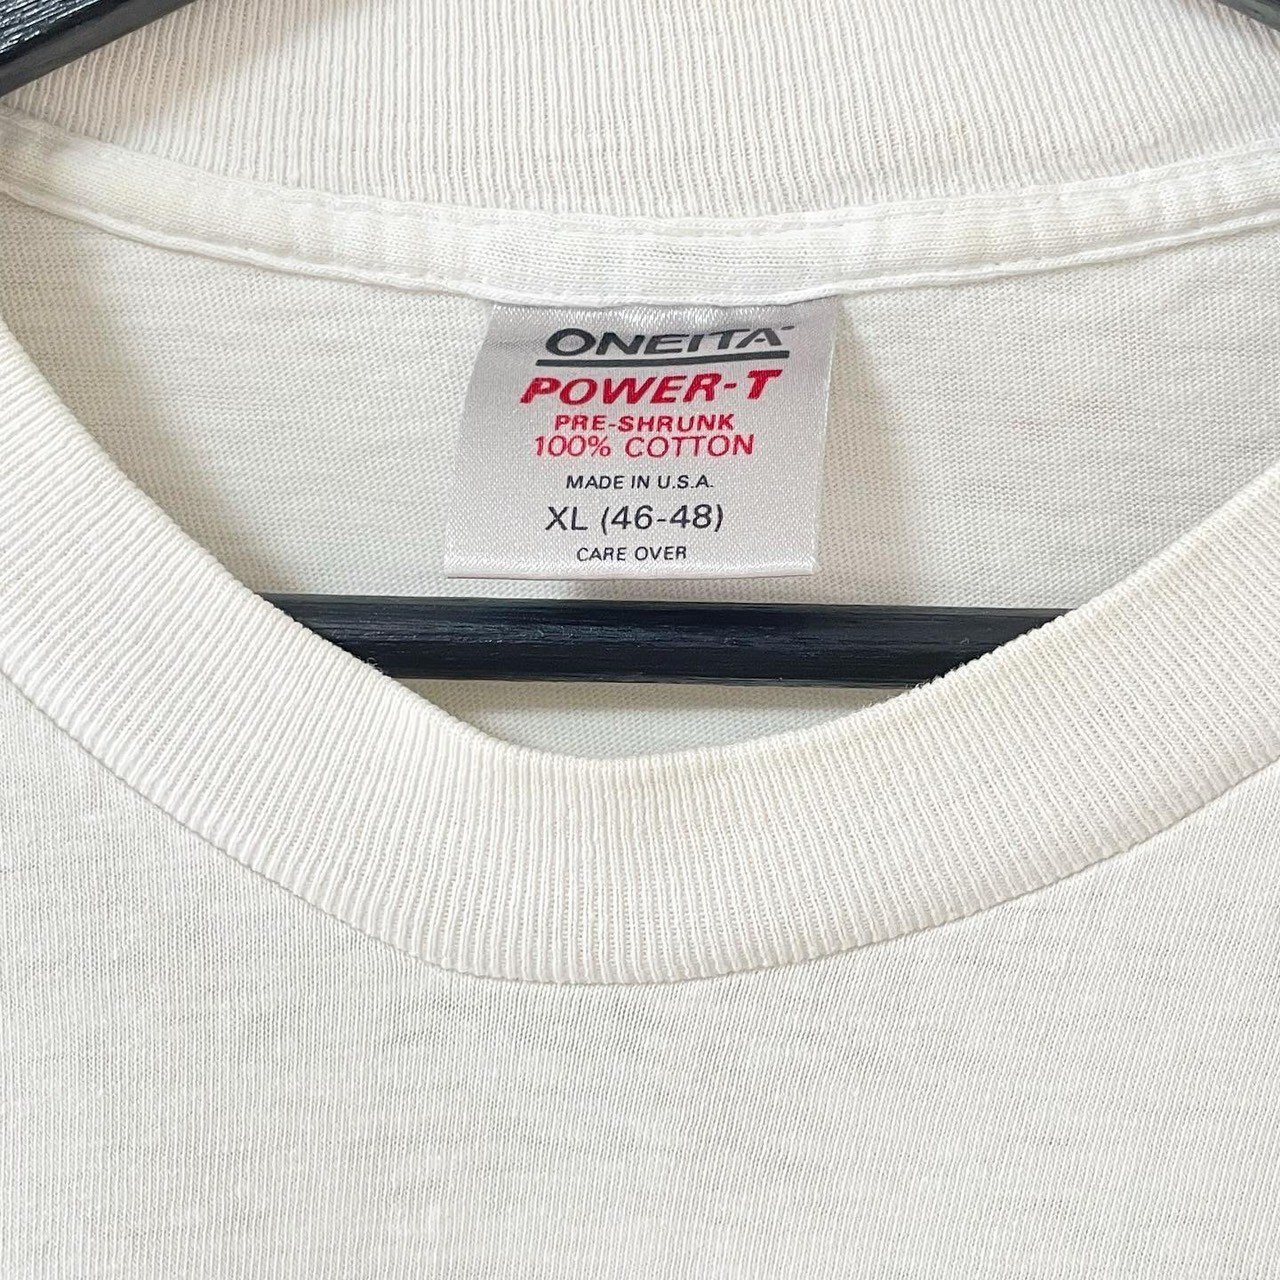 ONEITA
POWER-T
PRE-SHRUNK
100% COTTON
MADE IN U.S.A.
XL (46-48)
CARE OVER